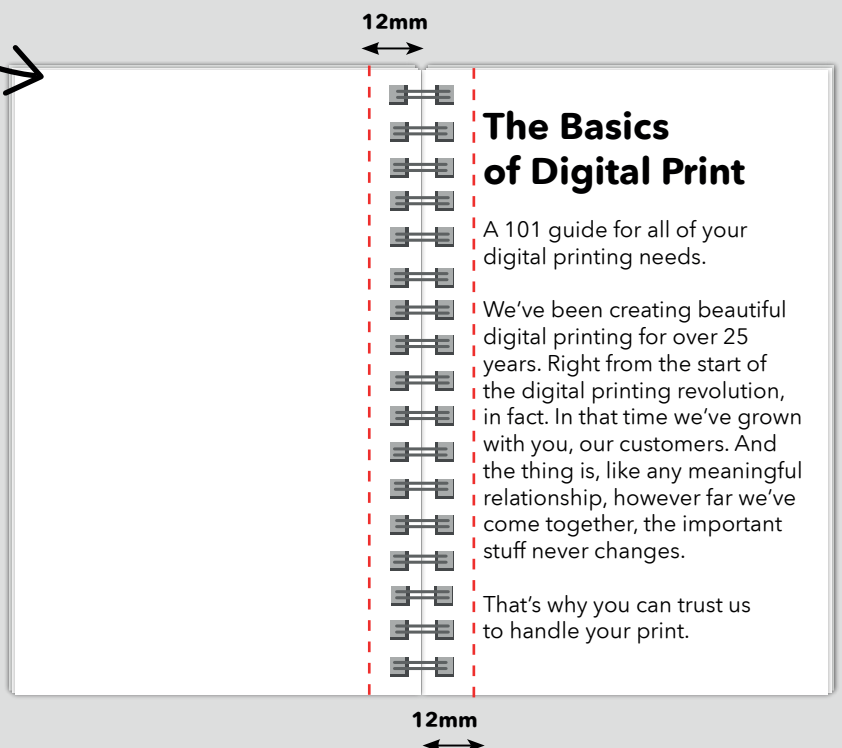 12mm
The Basics
of Digital Print
A 101 guide for all of your
digital printing needs.
We’ve been creating beautiful
digital printing for over 25
years. Right from the start of
the digital printing revolution,
in fact. In that time we’ve grown
with you, our customers. And
the thing is, like any meaningful
relationship, however far we’ve
come together, the important
stuff never changes.
That’s why you can trust us
to handle your print.
12mm